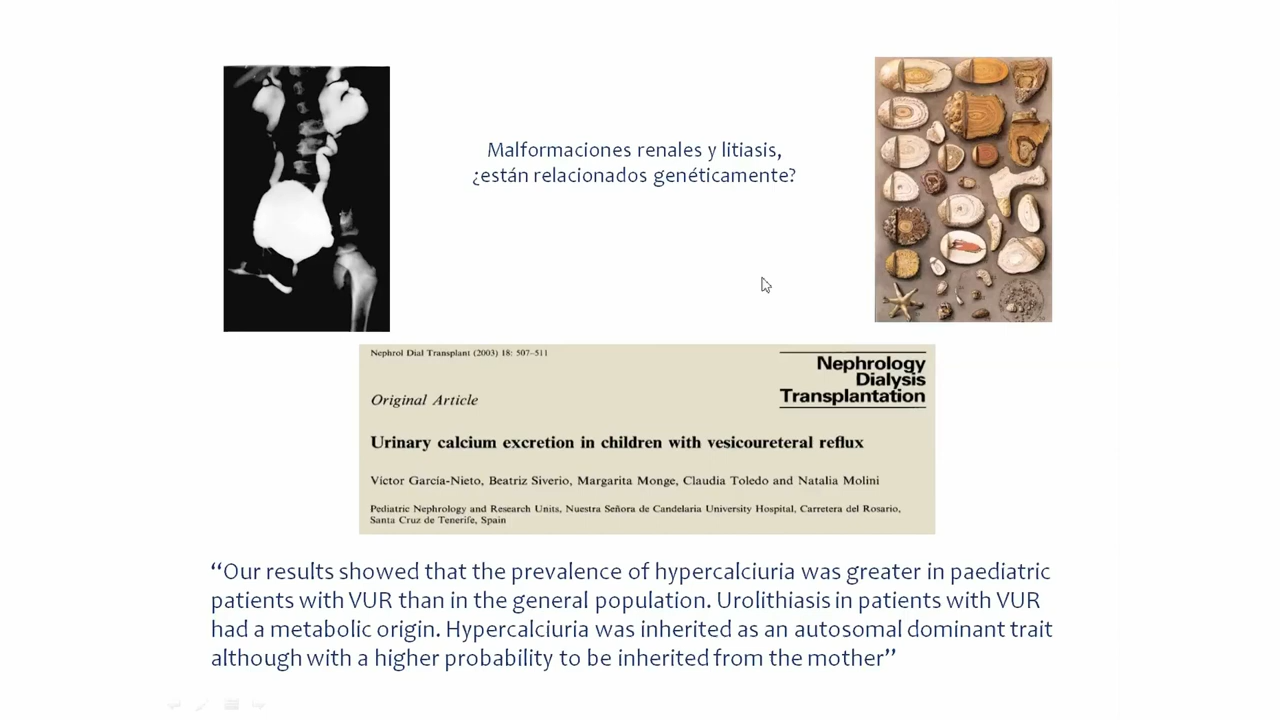 Malformaciones renales y litiasis,
¿están relacionados genéticamente?
Nephrol Dial Transplant (2003) 18: 507–511
Nephrology
Dialysis
Transplantation
Original Article
Urinary calcium excretion in children with vesicoureteral reflux
Víctor García-Nieto, Beatriz Siverio, Margarita Monge, Claudia Toledo and Natalia Molini
Pediatric Nephrology and Research Units, Nuestra Señora de Candelaria University Hospital, Carretera del Rosario,
Santa Cruz de Tenerife, Spain
“Our results showed that the prevalence of hypercalciuria was greater in paediatric
patients with VUR than in the general population. Urolithiasis in patients with VUR
had a metabolic origin. Hypercalciuria was inherited as an autosomal dominant trait
although with a higher probability to be inherited from the mother”